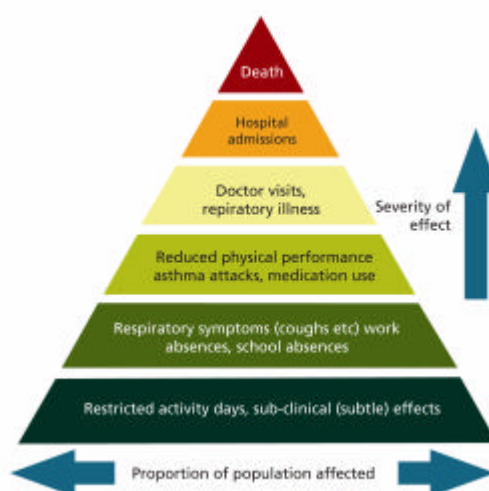 Death
Hospital
admissions
Doctor visits,
repiratory illness
Severity of
effect
Reduced physical performance
asthma attacks, medication use
Respiratory symptoms (coughs etc) work
absences, school absences
Restricted activity days, sub-clinical (subtle) effects
Proportion of population affected